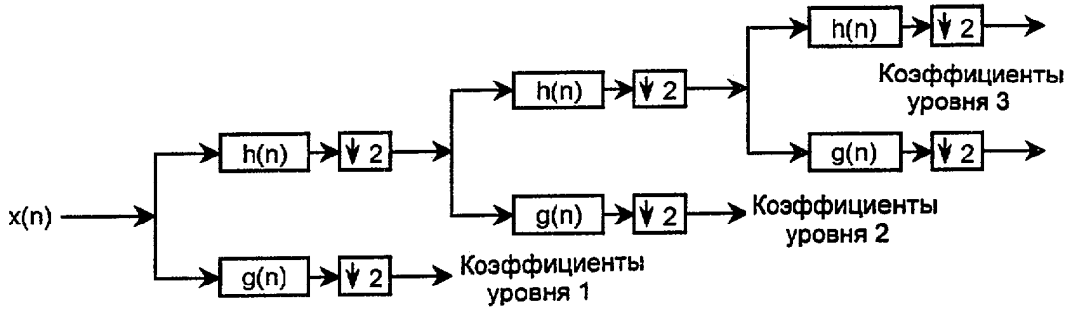 h(n) 2
Коэффициенты
уровня 3
h(n) 2
g(n) 2
h(n) 2
x(n)
g(n) 2
Коэффициенты
уровня 2
g(n) 2
Коэффициенты
уровня 1